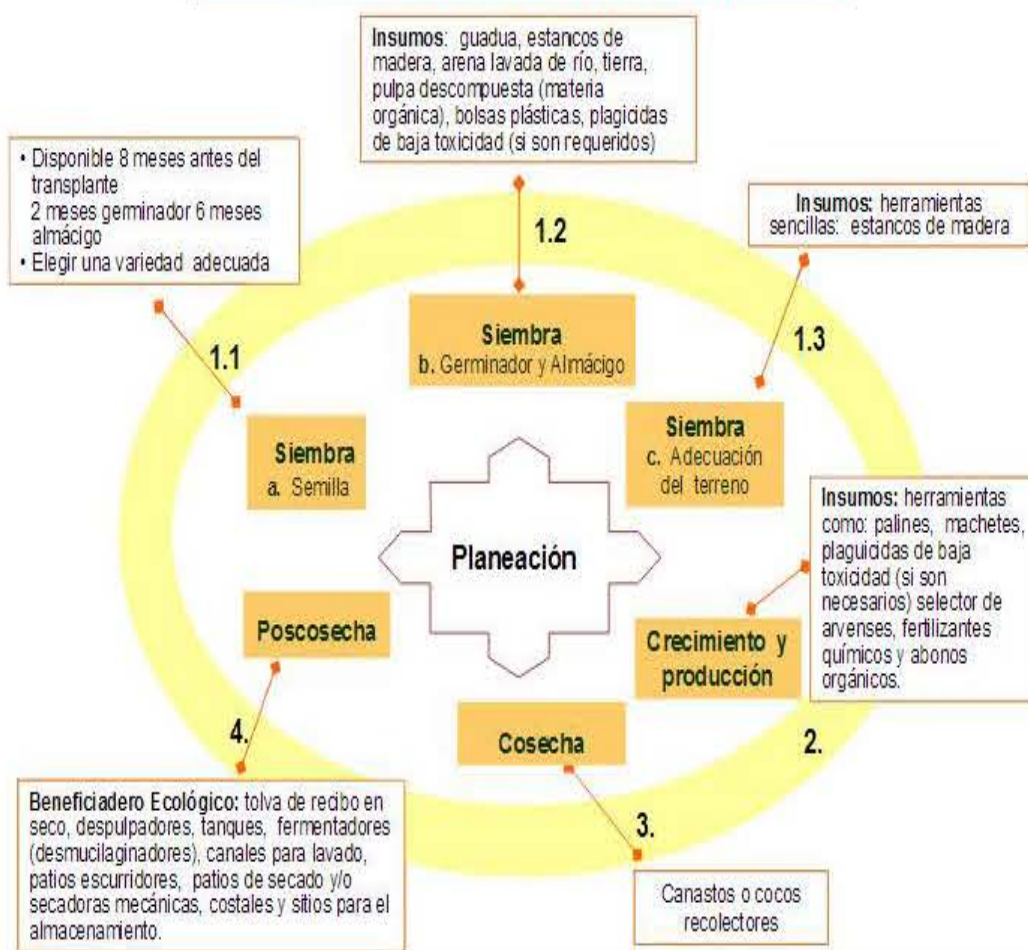 Insumos: guadua, estancos de
madera, arena lavada de río, tierra,
pulpa descompuesta (materia
orgánica), bolsas plásticas, plagicidas
de baja toxicidad (si son requeridos)
• Disponible 8 meses antes del
transplante
2 meses germinador 6 meses
almácigo
• Elegir una variedad adecuada
Insumos: herramientas
sencillas: estancos de madera
1.2
1.1
1.3
Siembra
b. Germinador y Almácigo
Siembra
a. Semilla
Siembra
c. Adecuación
del terreno
Planeación
Insumos: herramientas
como: palines, machetes,
plaguicidas de baja
toxicidad (si son
necesarios) selector de
arvenses, fertilizantes
químicos y abonos
orgánicos.
Poscosecha
Crecimiento y
producción
Cosecha
4.
2.
3.
Beneficiadero Ecológico: tolva de recibo en
seco, despulpadores, tanques, fermentadores
(desmucilaginadores), canales para lavado,
patios escurridores, patios de secado y/o
secadoras mecánicas, costales y sitios para el
almacenamiento.
Canastos o cocos
recolectores